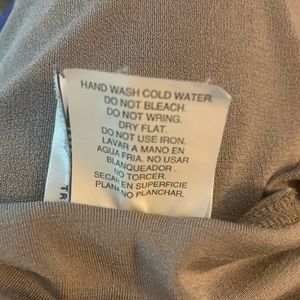 HAND WASH COLD WATER.
DO NOT BLEACH.
DO NOT WRING.
DRY FLAT.
DO NOT USE IRON.
LAVAR A MANO EN
AGUA FRIA. NO USAR
BLANQUEADOR.
NO TORCER.
SECAR EN SUPERFICIE
PLANA NO PLANCHAR.